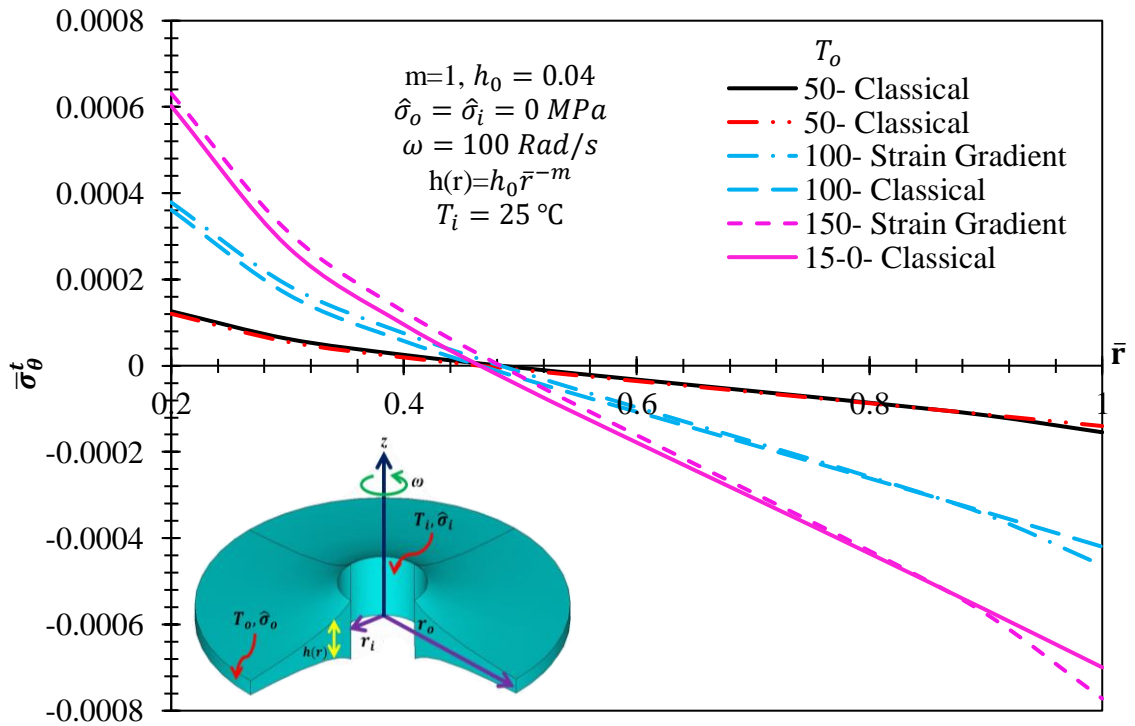 0.0008
0.0006
0.0004
0.0002
0
-0.0002
-0.0004
-0.0006
-0.0008
σ̄ᵗ_θ
m=1, h₀ = 0.04
σ̂ₒ = σ̂ᵢ = 0 MPa
ω = 100 Rad/s
h(r)=h₀r̄⁻ᵐ
Tᵢ = 25 °C
Tₒ
50- Classical
50- Classical
100- Strain Gradient
100- Classical
150- Strain Gradient
15-0- Classical
r̄
0.2 0.4 0.6 0.8 1
z
ω
Tᵢ, σ̂ᵢ
Tₒ, σ̂ₒ
h(r)
rᵢ
rₒ